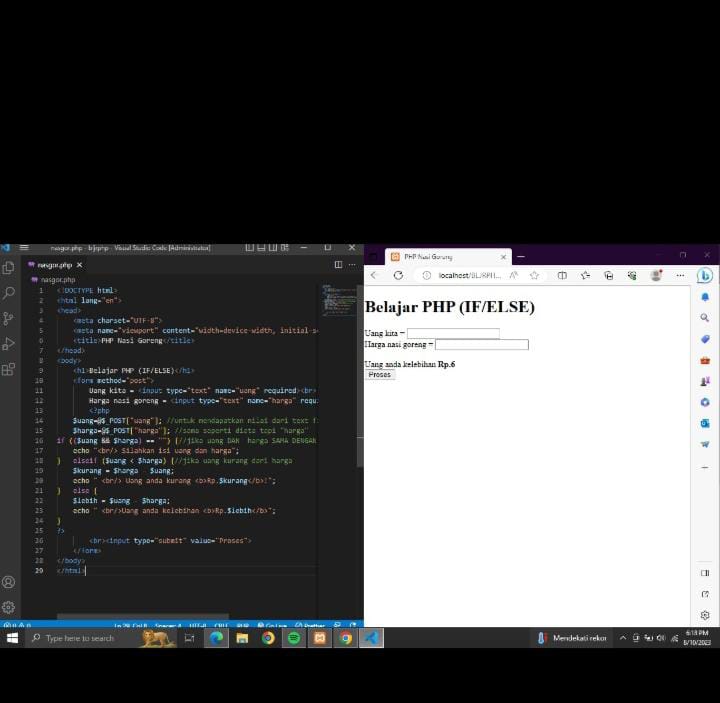 nasgor.php - bljrphp - Visual Studio Code [Administrator]
nasgor.php
nasgor.php
1 <!DOCTYPE html>
2 <html lang="en">
3 <head>
4 <meta charset="UTF-8">
5 <meta name="viewport" content="width=device-width, initial-s
6 <title>PHP Nasi Goreng</title>
7 </head>
8 <body>
9 <h1>Belajar PHP (IF/ELSE)</h1>
10 <form method="post">
11 Uang kita = <input type="text" name="uang" required><br>
12 Harga nasi goreng = <input type="text" name="harga" requ
13 <?php
14 $uang=@$_POST["uang"]; //untuk mendapatkan nilai dari text f
15 $harga=@$_POST["harga"]; //sama seperti diata tapi "harga"
16 if (($uang && $harga) == "") {//jika uang DAN harga SAMA DENGAN
17 echo "<br/> Silahkan isi uang dan harga";
18 } elseif ($uang < $harga) {//jika uang kurang dari harga
19 $kurang = $harga - $uang;
20 echo " <br/> Uang anda kurang <b>Rp.$kurang</b>!";
21 } else {
22 $lebih = $uang - $harga;
23 echo " <br/>Uang anda kelebihan <b>Rp.$lebih</b>";
24 }
25 ?>
26 <br><input type="submit" value="Proses">
27 </form>
28 </body>
29 </html>
Ln 29, Col 8 Spaces: 4 UTF-8 CRLF PHP Go Live Prettier
PHP Nasi Goreng
localhost/BLJRPH...
Belajar PHP (IF/ELSE)
Uang kita =
Harga nasi goreng =
Uang anda kelebihan Rp.6
Proses
Type here to search
Mendekati rekor
6:18 PM
8/10/2023